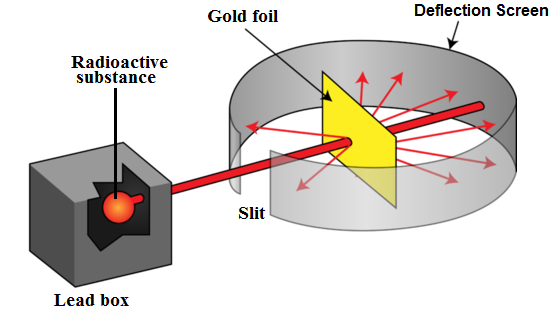 Deflection Screen
Gold foil
Radioactive
substance
Slit
Lead box